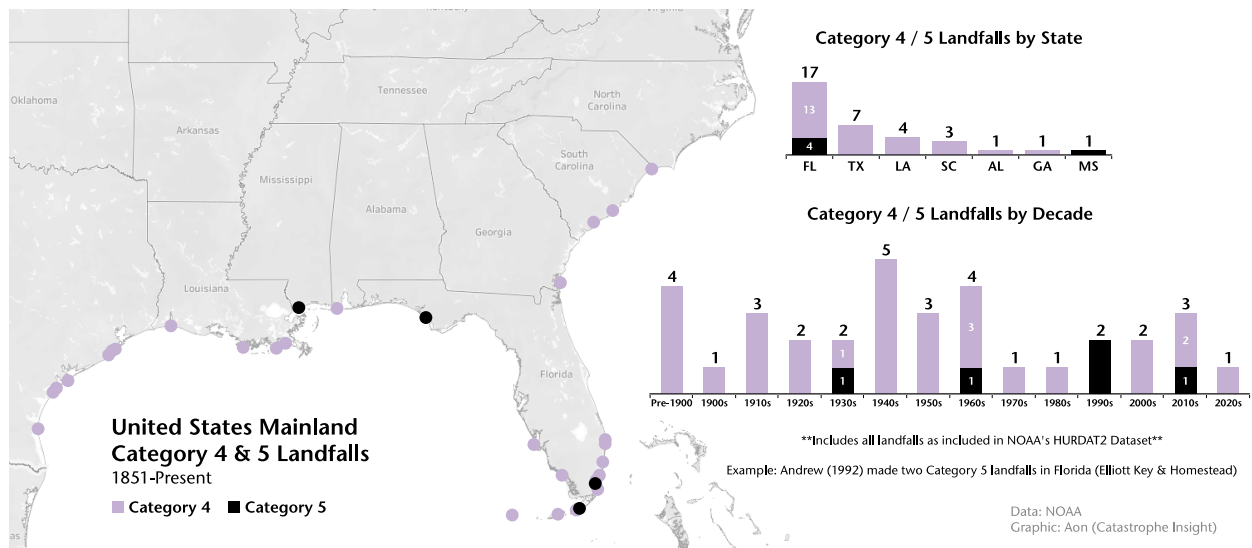 Kentucky
Virginia
Oklahoma
Tennessee
North
Carolina
Arkansas
South
Carolina
Mississippi
Alabama
Georgia
Louisiana
Florida
as
United States Mainland
Category 4 & 5 Landfalls
1851-Present
Category 4 Category 5
Category 4 / 5 Landfalls by State
17 7 4 3 1 1 1
13
4
FL TX LA SC AL GA MS
Category 4 / 5 Landfalls by Decade
4 1 3 2 2 5 3 4 1 1 2 2 3 1
1 3 2
1 1 1
Pre-1900 1900s 1910s 1920s 1930s 1940s 1950s 1960s 1970s 1980s 1990s 2000s 2010s 2020s
**Includes all landfalls as included in NOAA's HURDAT2 Dataset**
Example: Andrew (1992) made two Category 5 landfalls in Florida (Elliott Key & Homestead)
Data: NOAA
Graphic: Aon (Catastrophe Insight)